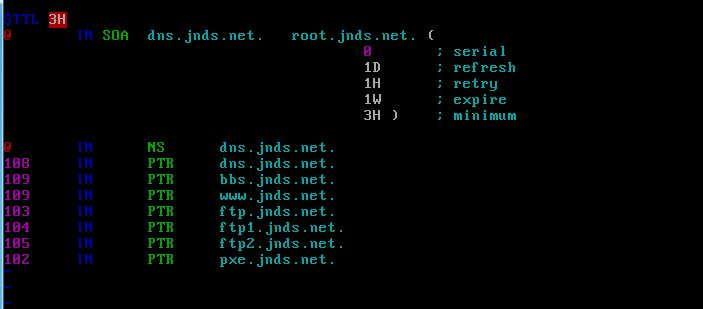 $TTL 3H
@ IN SOA dns.jnds.net. root.jnds.net. (
0 ; serial
1D ; refresh
1H ; retry
1W ; expire
3H ) ; minimum
@ IN NS dns.jnds.net.
108 IN PTR dns.jnds.net.
109 IN PTR bbs.jnds.net.
109 IN PTR www.jnds.net.
103 IN PTR ftp.jnds.net.
104 IN PTR ftp1.jnds.net.
105 IN PTR ftp2.jnds.net.
102 IN PTR pxe.jnds.net.
~
~
~